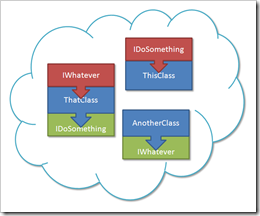 IDoSomething
ThisClass
IWhatever
ThatClass
IDoSomething
AnotherClass
IWhatever